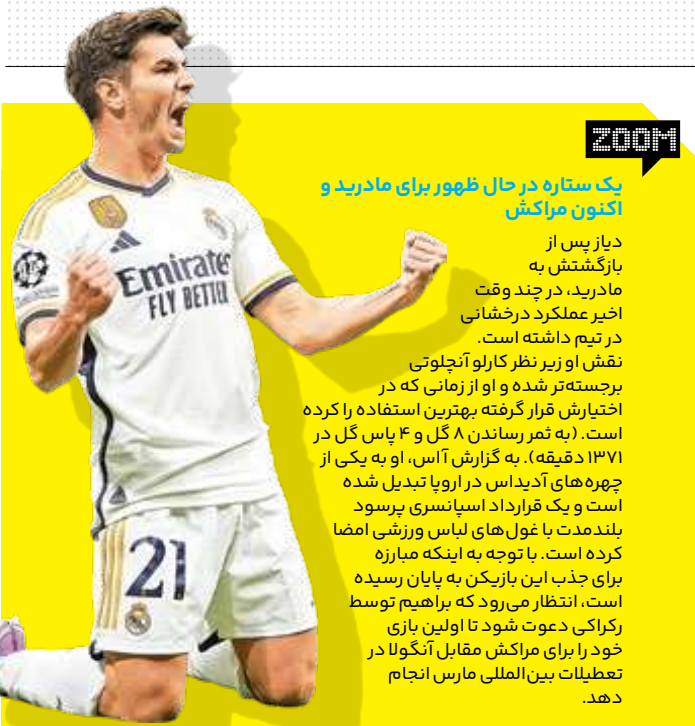 ZOOM
یک ستاره در حال ظهور برای مادرید و
اکنون مراکش
دیاز پس از
بازگشتش به
مادرید، در چند وقت
اخیر عملکرد درخشانی
در تیم داشته است.
نقش او زیر نظر کارلو آنچلوتی
برجسته‌تر شده و او از زمانی که در
اختیارش قرار گرفته بهترین استفاده را کرده
است. (به ثمر رساندن ۸ گل و ۴ پاس گل در
۱۳۷۱ دقیقه). به گزارش آاس، او به یکی از
چهره‌های آدیداس در اروپا تبدیل شده
است و یک قرارداد اسپانسری پرسود
بلندمدت با غول‌های لباس ورزشی امضا
کرده است. با توجه به اینکه مبارزه
برای جذب این بازیکن به پایان رسیده
است، انتظار می‌رود که براهیم توسط
رکراکی دعوت شود تا اولین بازی
خود را برای مراکش مقابل آنگولا در
تعطیلات بین‌المللی مارس انجام
دهد.
Emirates
FLY BETTER
21